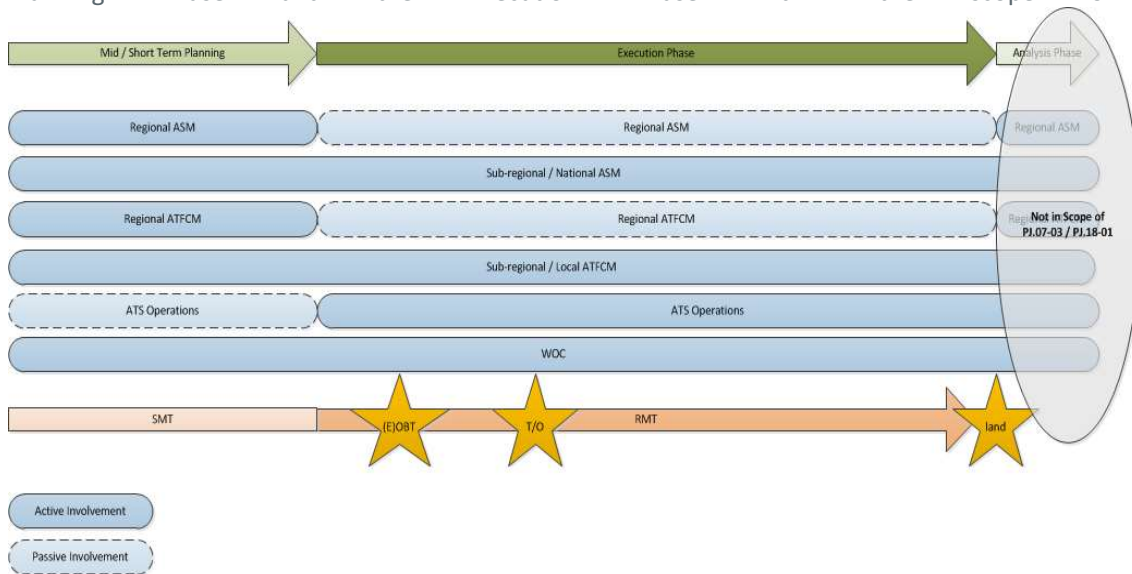 Mid / Short Term Planning
Execution Phase
Analysis Phase
Regional ASM
Regional ASM
Regional ASM
Sub-regional / National ASM
Regional ATFCM
Regional ATFCM
Not in Scope of
PJ.07-03 / PJ.18-01
Sub-regional / Local ATFCM
ATS Operations
ATS Operations
WOC
SMT
(E)OBT
T/O
RMT
land
Active Involvement
Passive Involvement